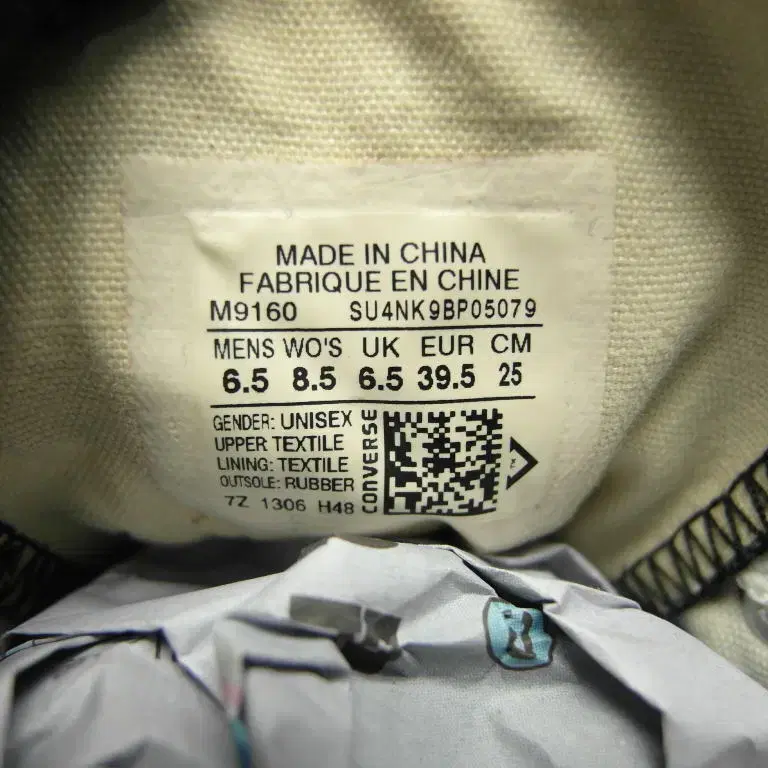 MADE IN CHINA
FABRIQUE EN CHINE
M9160 SU4NK9BP05079
MENS WO'S UK EUR CM
6.5 8.5 6.5 39.5 25
GENDER: UNISEX
UPPER TEXTILE
LINING: TEXTILE
OUTSOLE: RUBBER
7Z 1306 H48
CONVERSE
TM